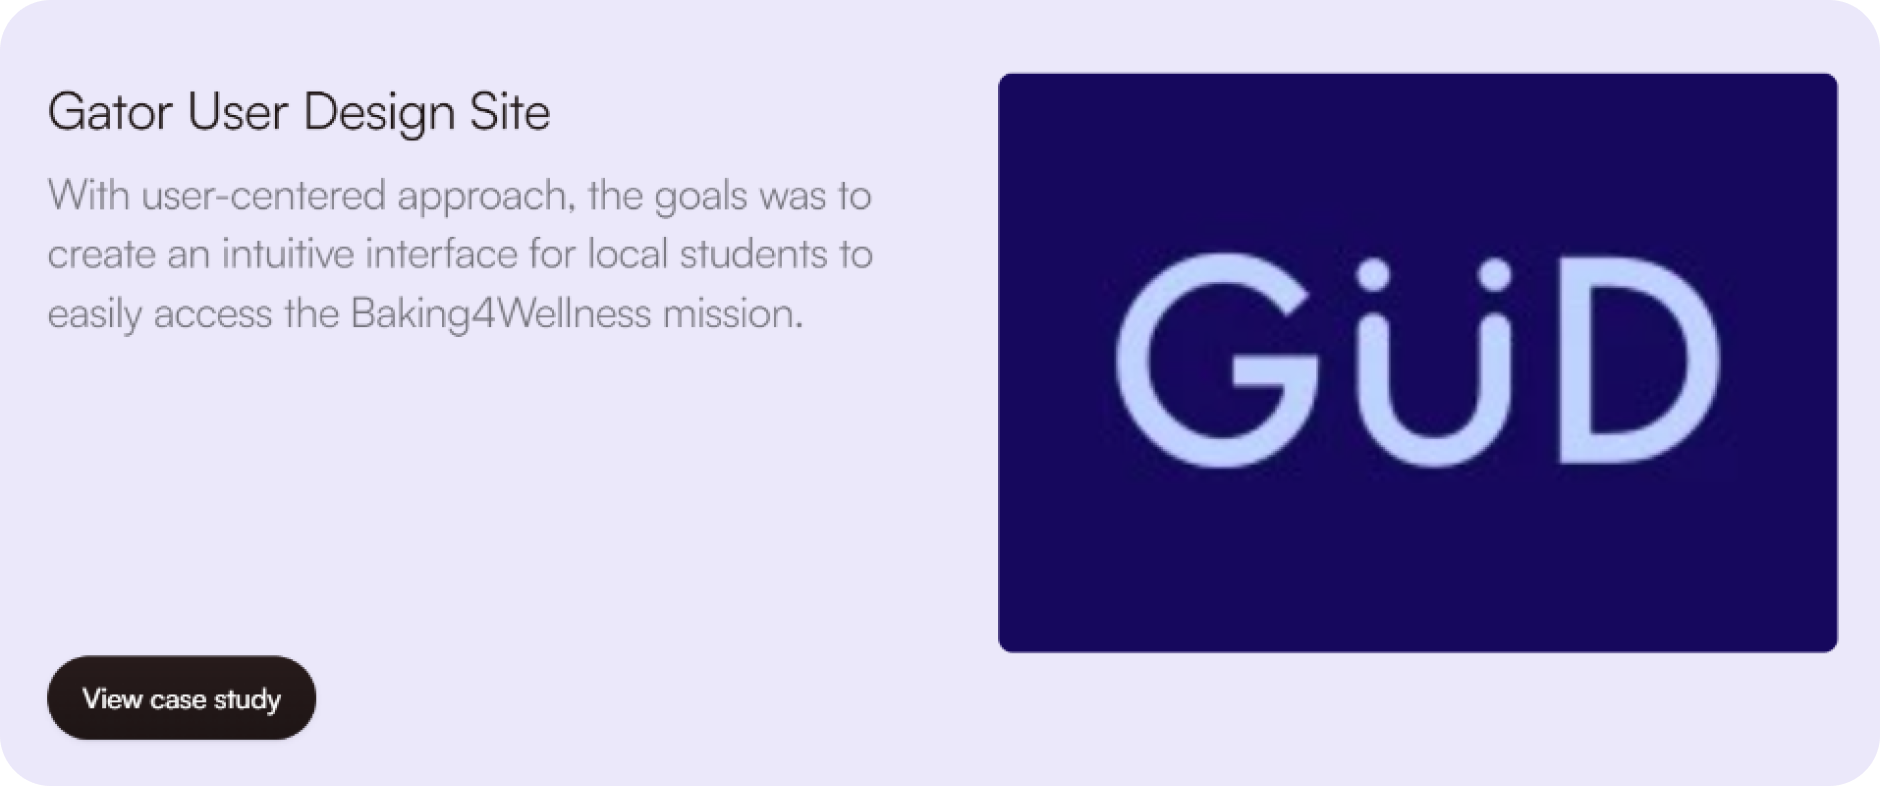 Gator User Design Site
With user-centered approach, the goals was to
create an intuitive interface for local students to
easily access the Baking4Wellness mission.
View case study
GüD